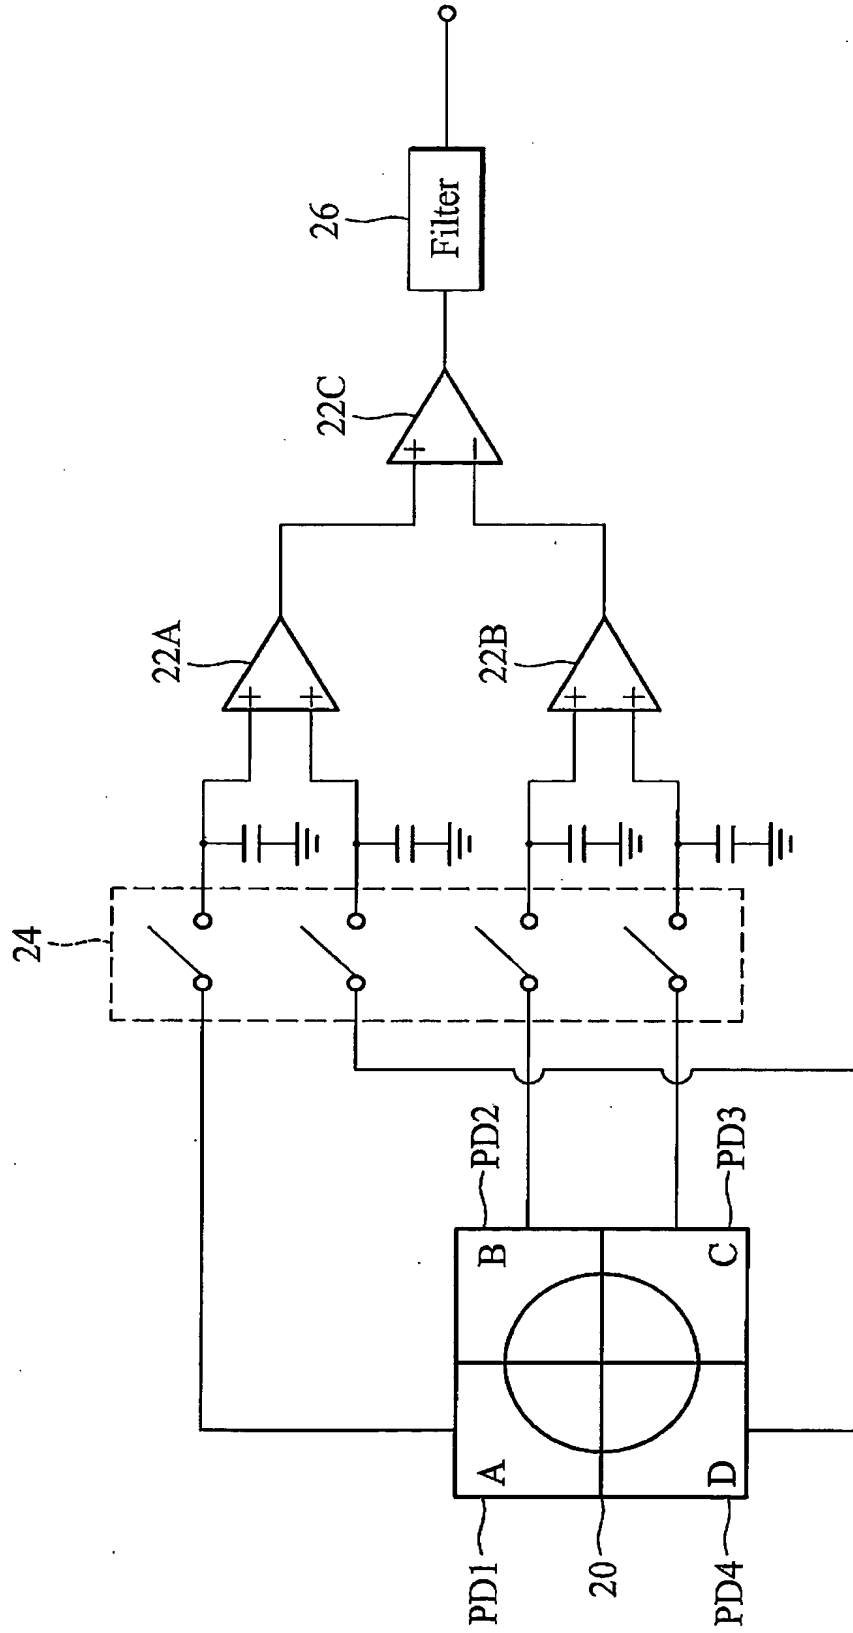 PD1
PD4
20
A
B
D
C
PD2
PD3
24
+
+
22A
+
+
22B
+
−
22C
Filter
26